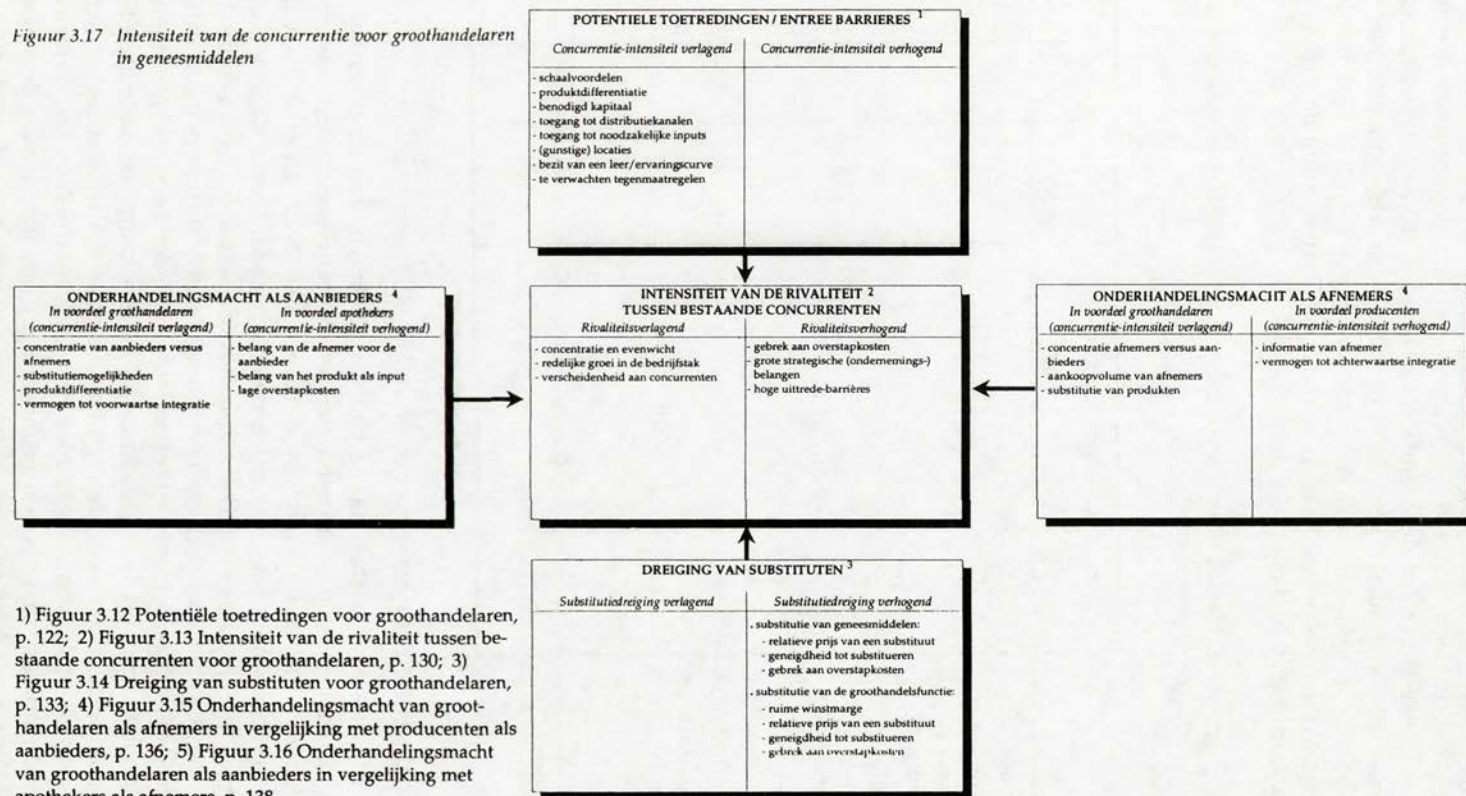 Figuur 3.17 Intensiteit van de concurrentie voor groothandelaren
in geneesmiddelen
POTENTIELE TOETREDINGEN / ENTREE BARRIERES 1
Concurrentie-intensiteit verlagend
Concurrentie-intensiteit verhogend
- schaalvoordelen
- produktdifferentiatie
- benodigd kapitaal
- toegang tot distributiekanalen
- toegang tot noodzakelijke inputs
- (gunstige) locaties
- bezit van een leer/ervaringscurve
- te verwachten tegenmaatregelen
ONDERHANDELINGSMACHT ALS AANBIEDERS 4
In voordeel groothandelaren
(concurrentie-intensiteit verlagend)
In voordeel apothekers
(concurrentie-intensiteit verhogend)
- concentratie van aanbieders versus
afnemers
- substitutiemogelijkheden
- produktdifferentiatie
- vermogen tot voorwaartse integratie
- belang van de afnemer voor de
aanbieder
- belang van het produkt als input
- lage overstapkosten
INTENSITEIT VAN DE RIVALITEIT 2
TUSSEN BESTAANDE CONCURRENTEN
Rivaliteitsverlagend
Rivaliteitsverhogend
- concentratie en evenwicht
- redelijke groei in de bedrijfstak
- verscheidenheid aan concurrenten
- gebrek aan overstapkosten
- grote strategische (ondernemings-)
belangen
- hoge uittrede-barrières
ONDERHANDELINGSMACHT ALS AFNEMERS 4
In voordeel groothandelaren
(concurrentie-intensiteit verlagend)
In voordeel producenten
(concurrentie-intensiteit verhogend)
- concentratie afnemers versus aan-
bieders
- aankoopvolume van afnemers
- substitutie van produkten
- informatie van afnemer
- vermogen tot achterwaartse integratie
DREIGING VAN SUBSTITUTEN 3
Substitutiedreiging verlagend
Substitutiedreiging verhogend
. substitutie van geneesmiddelen:
- relatieve prijs van een substituut
- geneigdheid tot substitueren
- gebrek aan overstapkosten
. substitutie van de groothandelsfunctie:
- ruime winstmarge
- relatieve prijs van een substituut
- geneigdheid tot substitueren
- gebrek aan overstapkosten
1) Figuur 3.12 Potentiële toetredingen voor groothandelaren,
p. 122; 2) Figuur 3.13 Intensiteit van de rivaliteit tussen be-
staande concurrenten voor groothandelaren, p. 130; 3)
Figuur 3.14 Dreiging van substituten voor groothandelaren,
p. 133; 4) Figuur 3.15 Onderhandelingsmacht van groot-
handelaren als afnemers in vergelijking met producenten als
aanbieders, p. 136; 5) Figuur 3.16 Onderhandelingsmacht
van groothandelaren als aanbieders in vergelijking met
apothekers als afnemers, p. 138